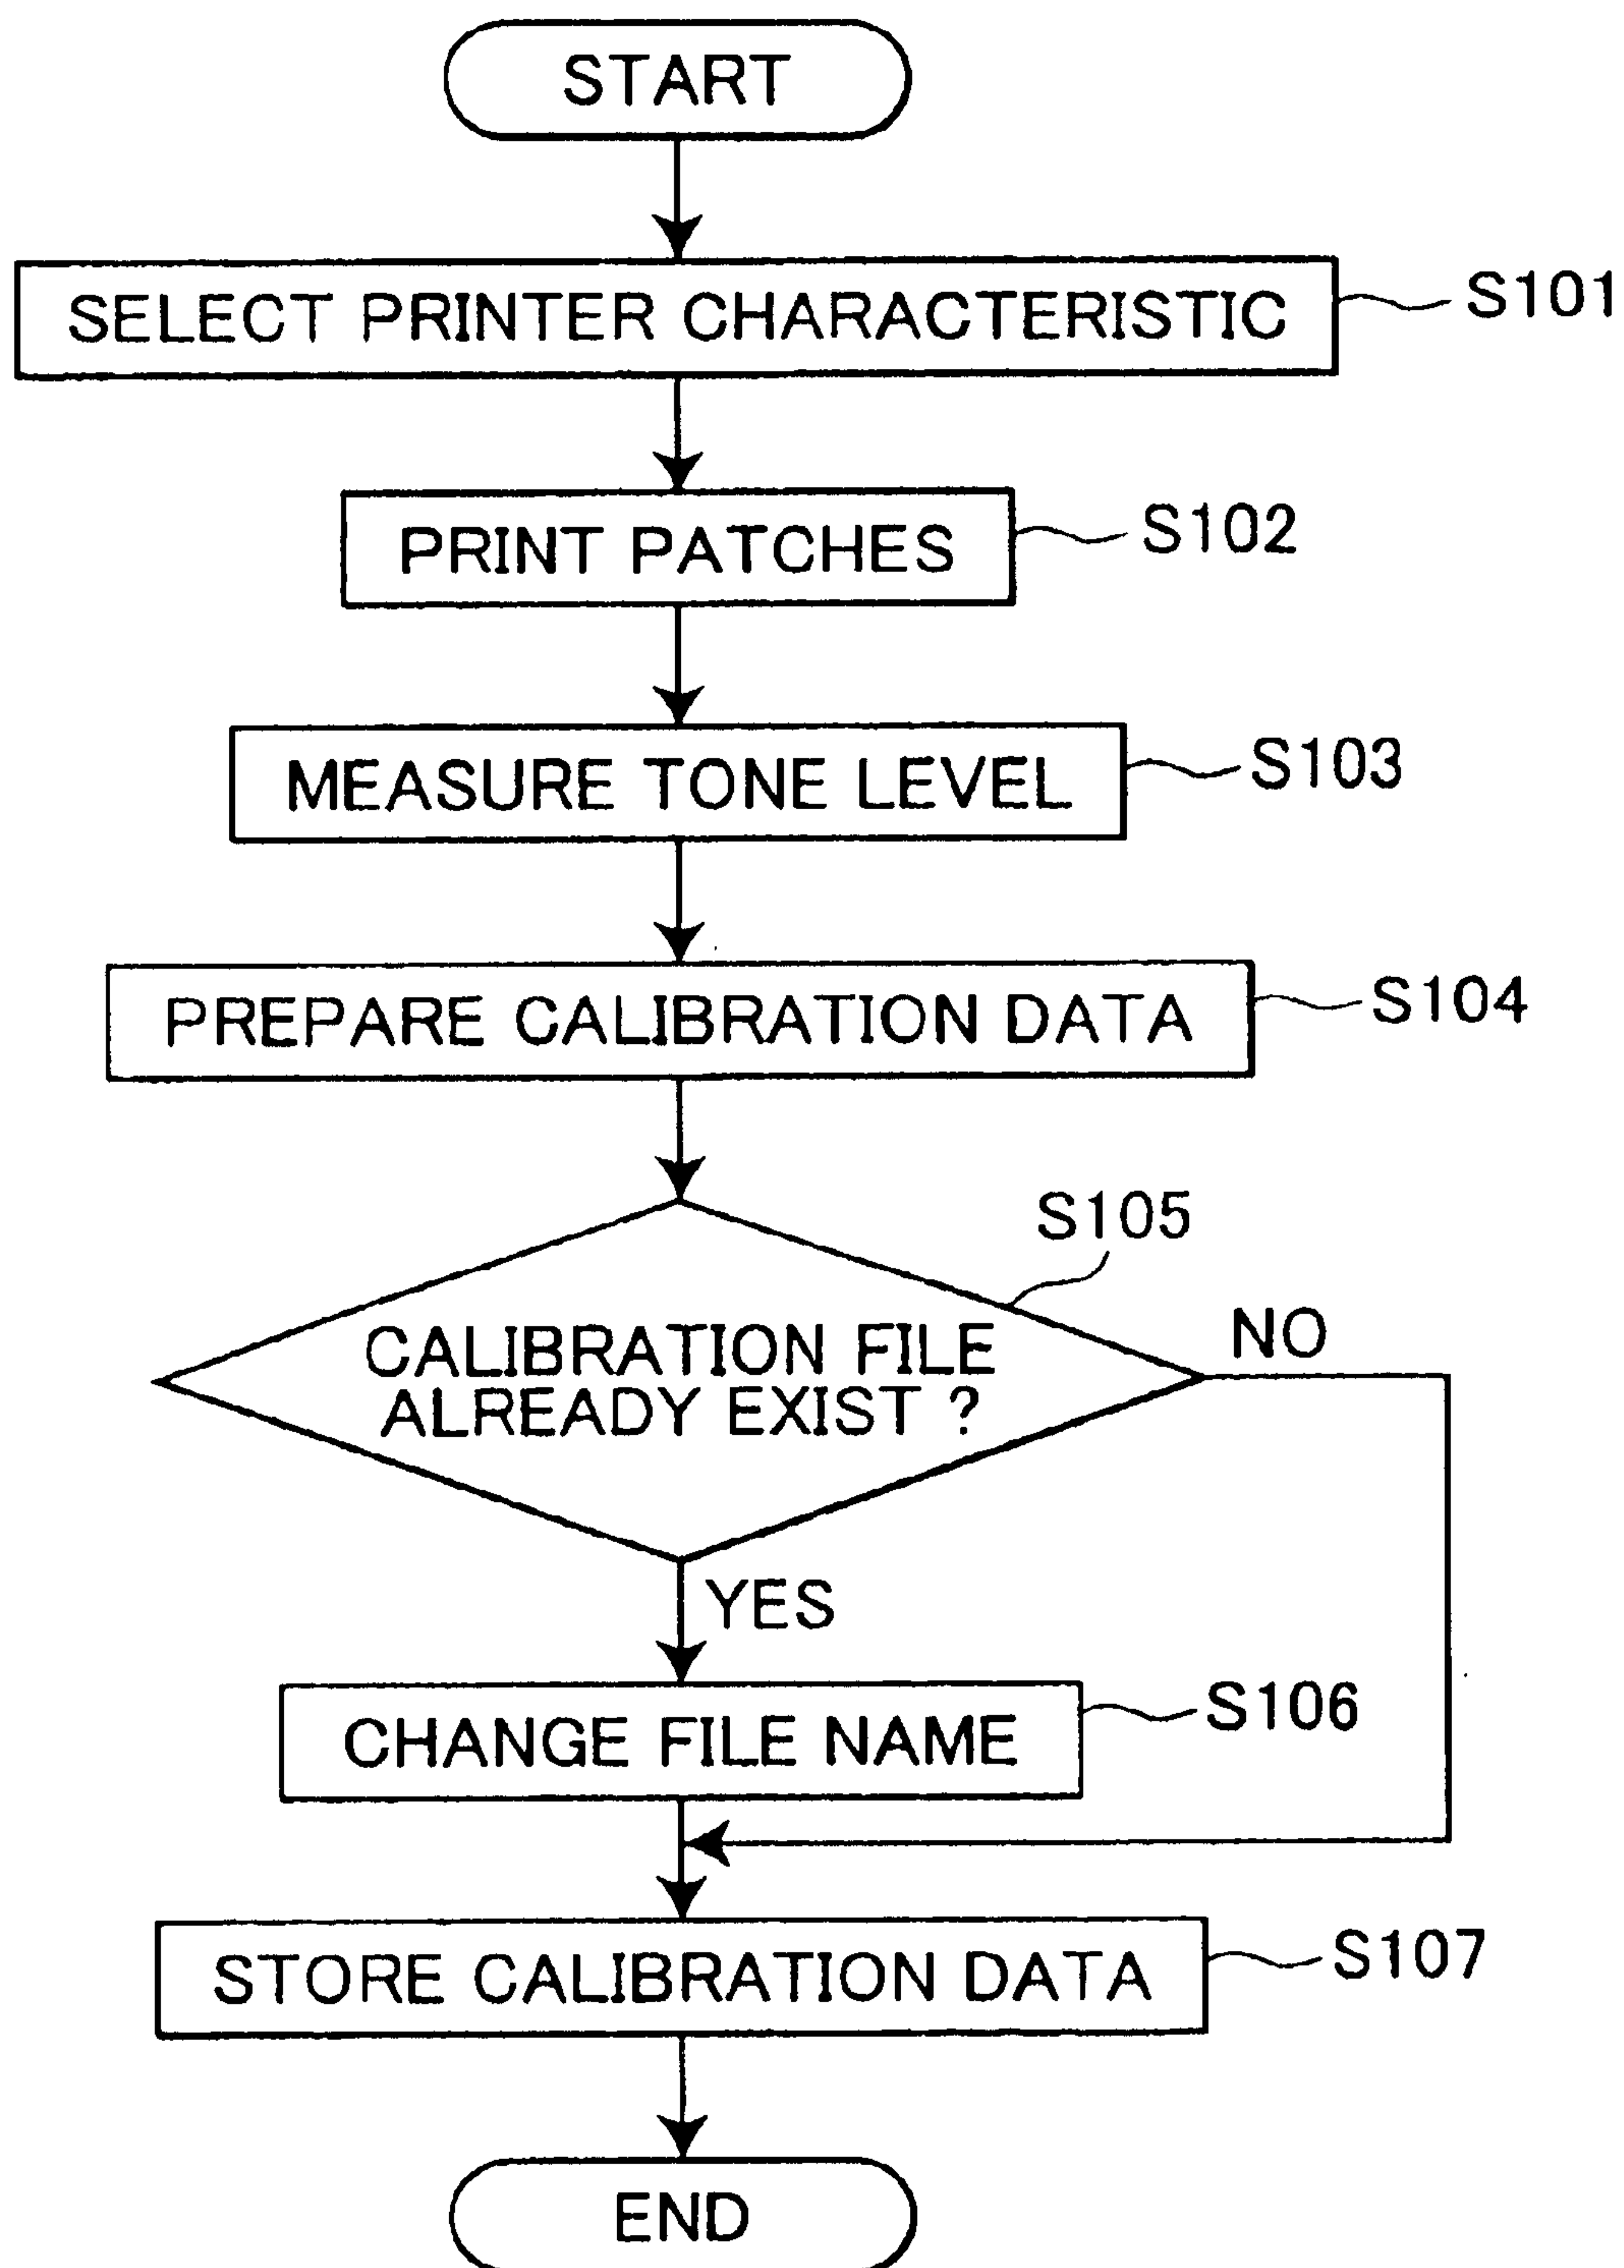 START
SELECT PRINTER CHARACTERISTIC
S101
PRINT PATCHES
S102
MEASURE TONE LEVEL
S103
PREPARE CALIBRATION DATA
S104
S105
CALIBRATION FILE
ALREADY EXIST ?
NO
YES
CHANGE FILE NAME
S106
STORE CALIBRATION DATA
S107
END